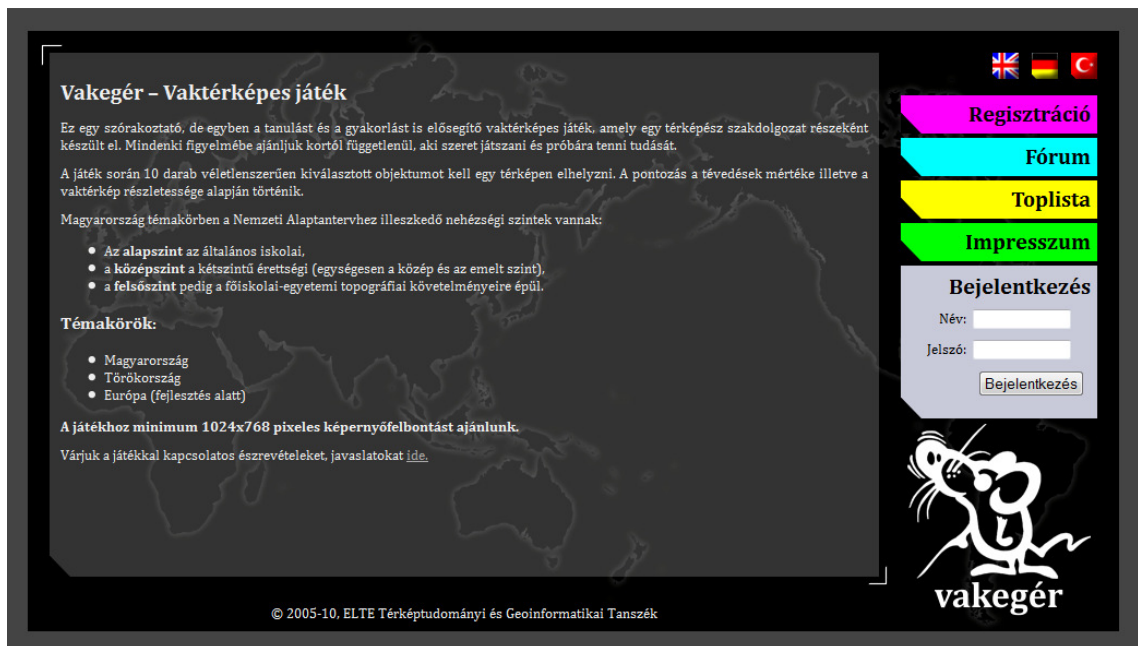 Vakegér – Vaktérképes játék
Ez egy szórakoztató, de egyben a tanulást és a gyakorlást is elősegítő vaktérképes játék, amely egy térképész szakdolgozat részeként
készült el. Mindenki figyelmébe ajánljuk kortól függetlenül, aki szeret játszani és próbára tenni tudását.
A játék során 10 darab véletlenszerűen kiválasztott objektumot kell egy térképen elhelyzni. A pontozás a tévedések mértéke illetve a
vaktérkép részletessége alapján történik.
Magyarország témakörben a Nemzeti Alaptantervhez illeszkedő nehézségi szintek vannak:
• Az alapszint az általános iskolai,
• a középszint a kétszintű érettségi (egységesen a közép és az emelt szint),
• a felsőszint pedig a főiskolai-egyetemi topográfiai követelményeire épül.
Témakörök:
• Magyarország
• Törökország
• Európa (fejlesztés alatt)
A játékhoz minimum 1024x768 pixeles képernyőfelbontást ajánlunk.
Várjuk a játékkal kapcsolatos észrevételeket, javaslatokat ide.
© 2005-10, ELTE Térképtudományi és Geoinformatikai Tanszék
Regisztráció
Fórum
Toplista
Impresszum
Bejelentkezés
Név:
Jelszó:
Bejelentkezés
vakegér